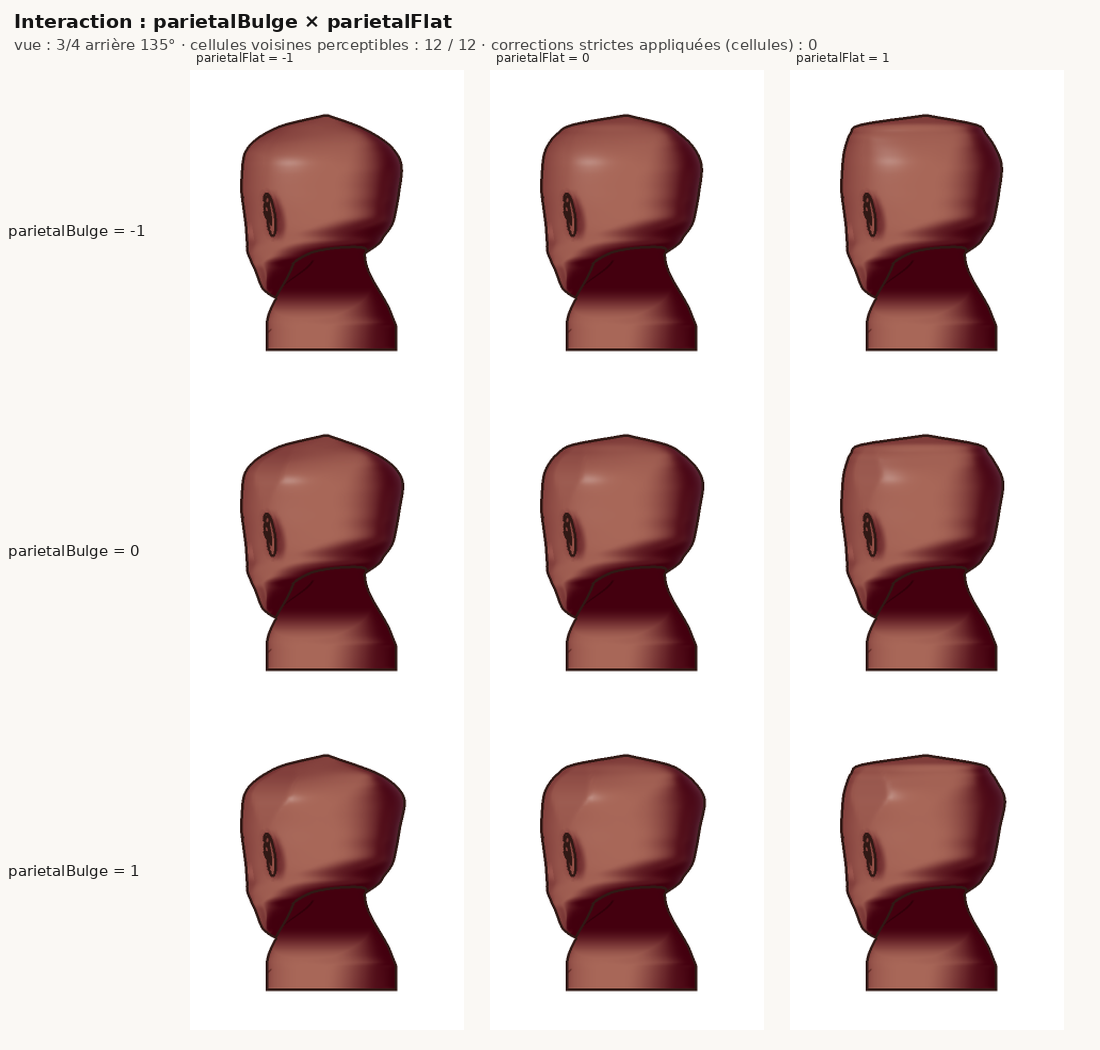 Interaction : parietalBulge × parietalFlat
vue : 3/4 arrière 135° · cellules voisines perceptibles : 12 / 12 · corrections strictes appliquées (cellules) : 0
parietalFlat = -1
parietalFlat = 0
parietalFlat = 1
parietalBulge = -1
parietalBulge = 0
parietalBulge = 1